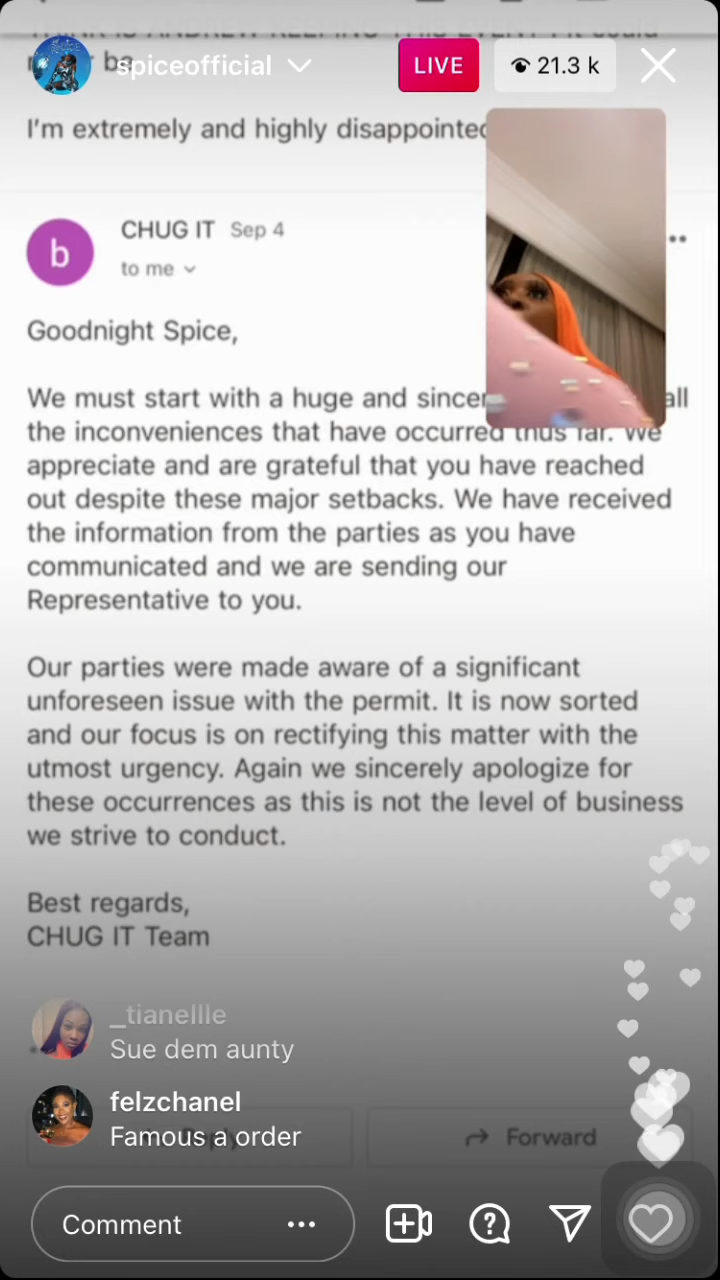 spiceofficial
LIVE
21.3 k
I'm extremely and highly disappointed
b
CHUG IT Sep 4
to me
Goodnight Spice,
We must start with a huge and all
the inconveniences that have occurred thus far. We
appreciate and are grateful that you have reached
out despite these major setbacks. We have received
the information from the parties as you have
communicated and we are sending our
Representative to you.
Our parties were made aware of a significant
unforeseen issue with the permit. It is now sorted
and our focus is on rectifying this matter with the
utmost urgency. Again we sincerely apologize for
these occurrences as this is not the level of business
we strive to conduct.
Best regards,
CHUG IT Team
_tianellle
Sue dem aunty
felzchanel
Famous a order
Reply
Forward
Comment